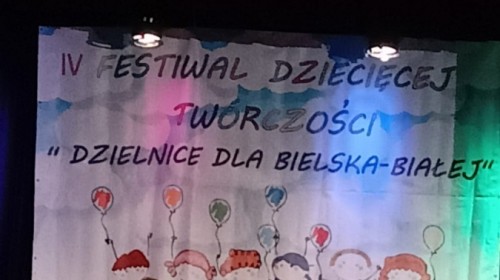 IV FESTIWAL DZIECIĘCEJ
TWÓRCZOŚCI
“ DZIELNICE DLA BIELSKA-BIAŁEJ”